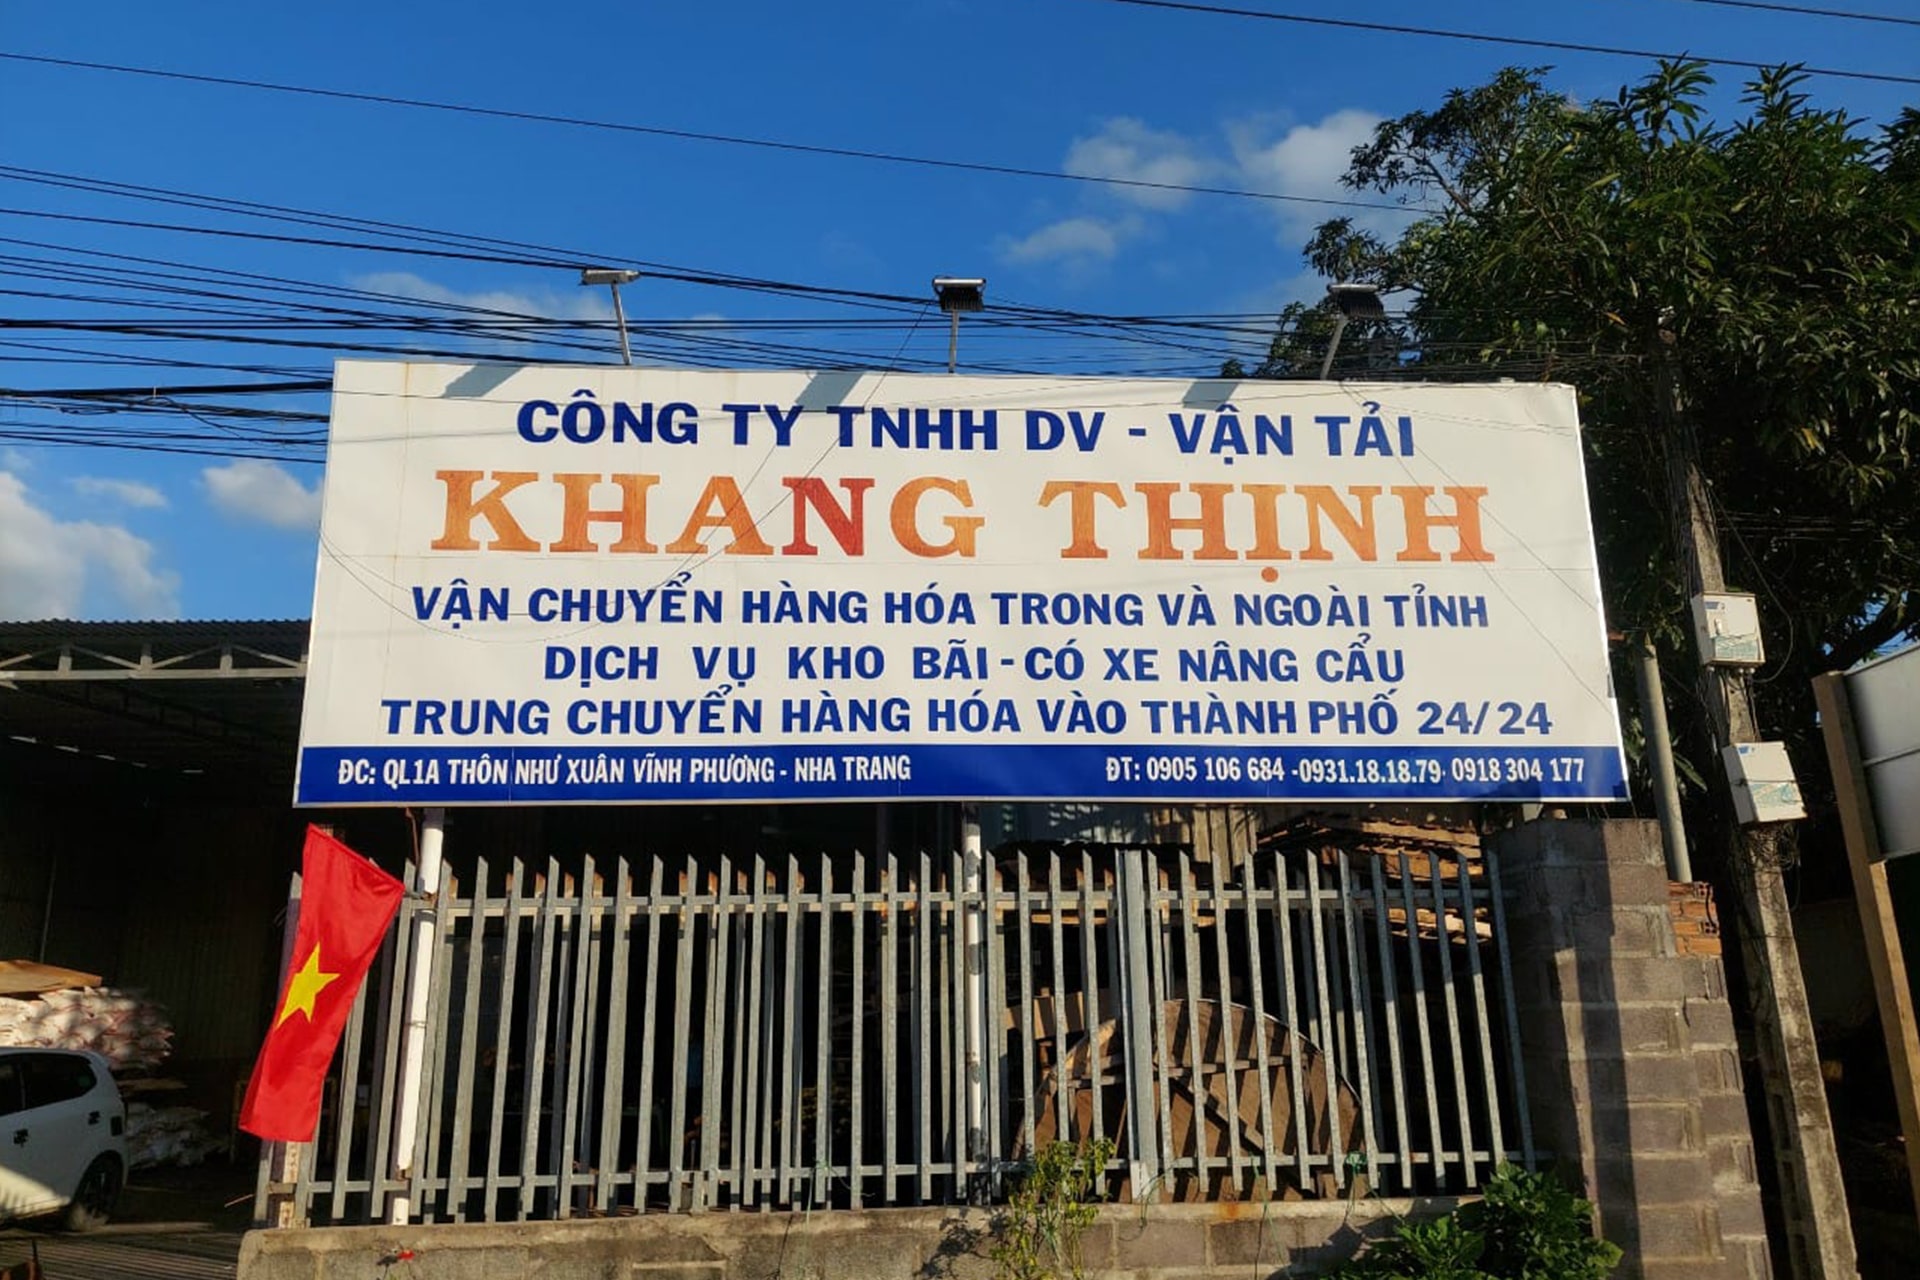 CÔNG TY TNHH DV - VẬN TẢI
KHANG THỊNH
VẬN CHUYỂN HÀNG HÓA TRONG VÀ NGOÀI TỈNH
DỊCH VỤ KHO BÃI - CÓ XE NÂNG CẨU
TRUNG CHUYỂN HÀNG HÓA VÀO THÀNH PHỐ 24/24
ĐC: QL1A THÔN NHƯ XUÂN VĨNH PHƯƠNG - NHA TRANG
ĐT: 0905 106 684 -0931.18.18.79- 0918 304 177